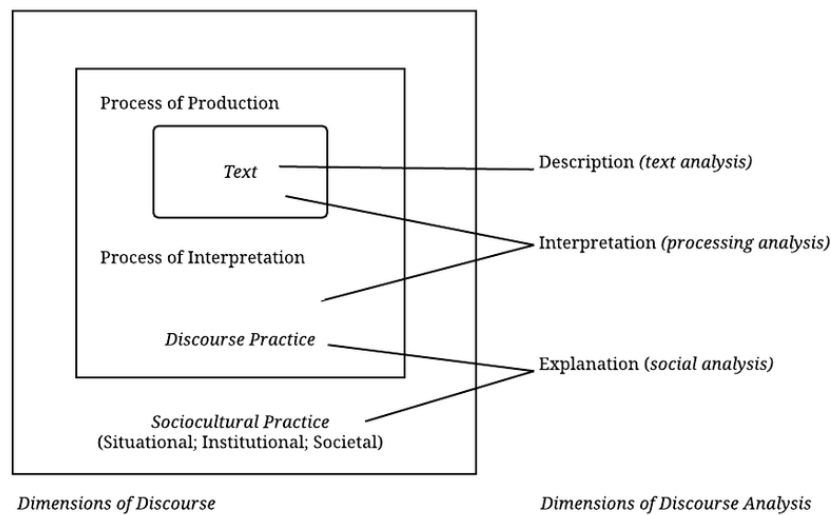 Process of Production
Text
Description (text analysis)
Interpretation (processing analysis)
Process of Interpretation
Discourse Practice
Explanation (social analysis)
Sociocultural Practice
(Situational; Institutional; Societal)
Dimensions of Discourse
Dimensions of Discourse Analysis